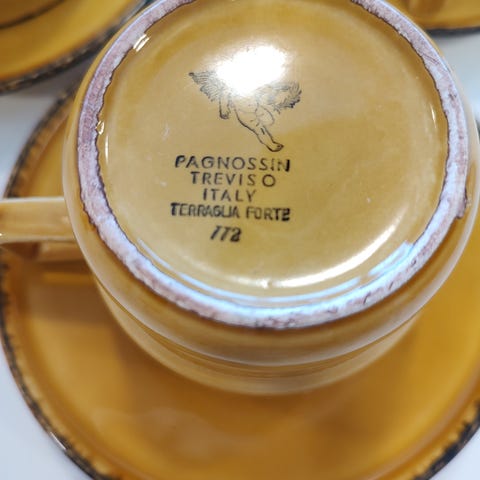 PAGNOSSIN
TREVISO
ITALY
TERRAGLIA FORTE
772